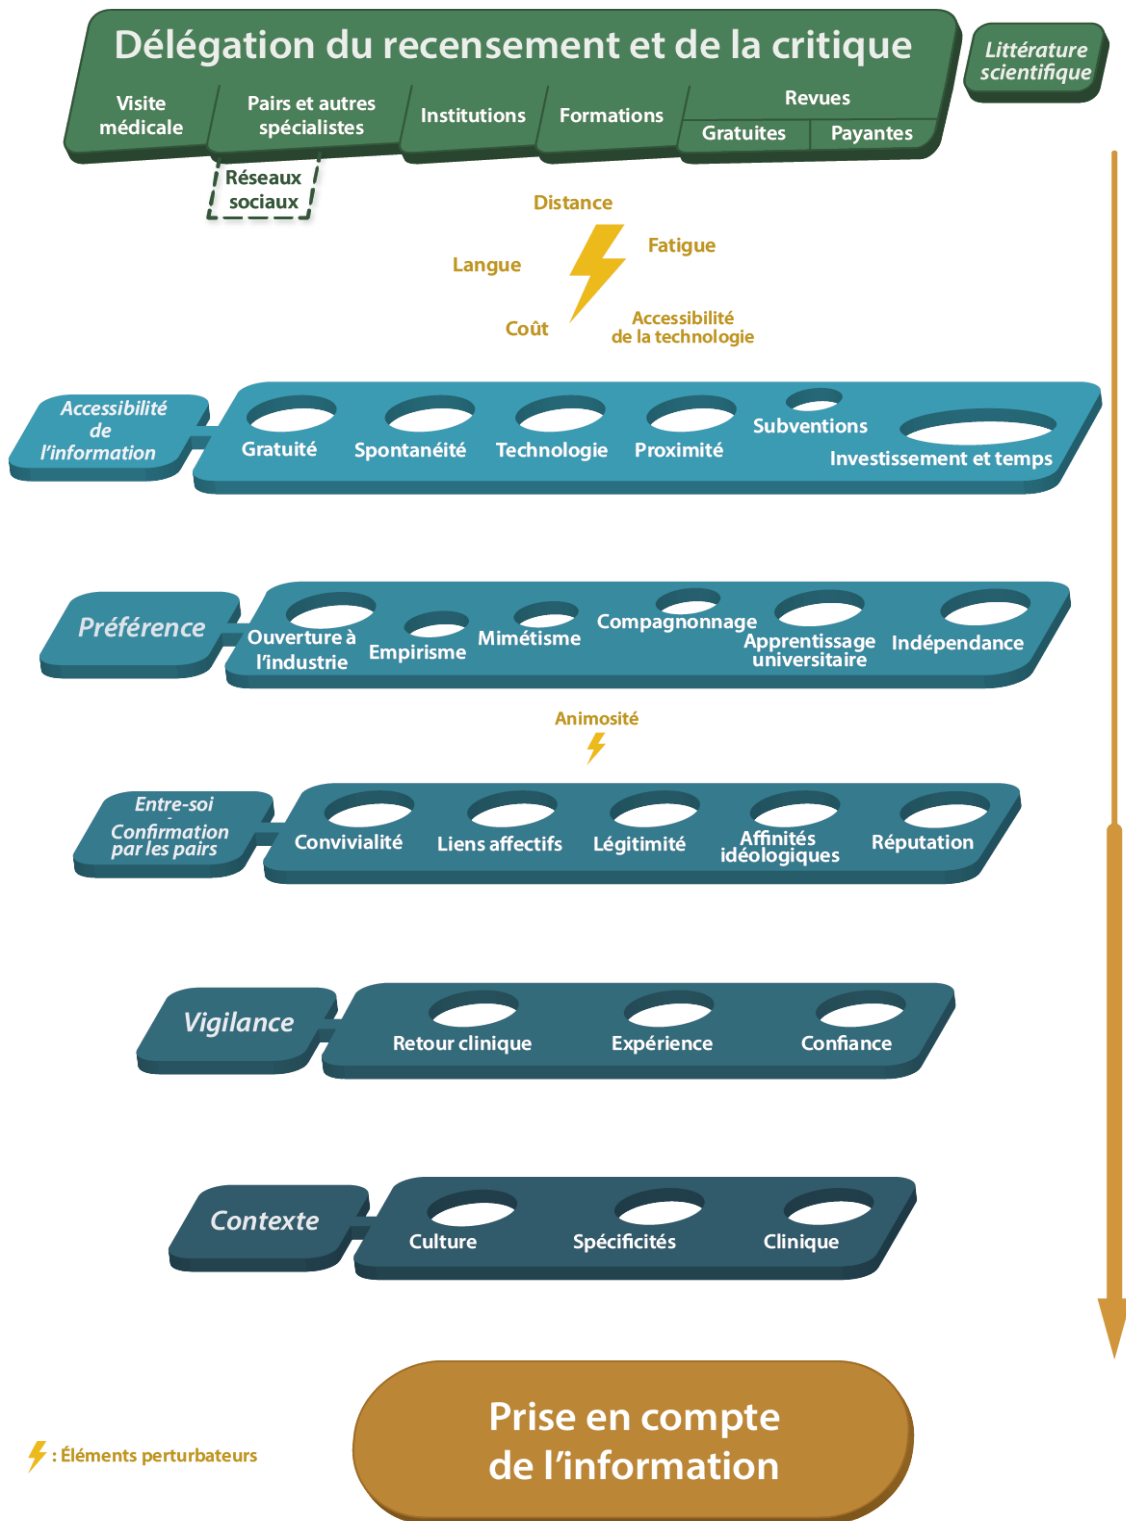 Délégation du recensement et de la critique
Littérature
scientifique
Visite
médicale
Pairs et autres
spécialistes
Institutions
Formations
Revues
Gratuites
Payantes
Réseaux
sociaux
Distance
Fatigue
Langue
Coût
Accessibilité
de la technologie
Accessibilité
de
l'information
Gratuité
Spontanéité
Technologie
Proximité
Subventions
Investissement et temps
Préférence
Ouverture à
l'industrie
Empirisme
Mimétisme
Compagnonnage
Apprentissage
universitaire
Indépendance
Animosité
Entre-soi
-
Confirmation
par les pairs
Convivialité
Liens affectifs
Légitimité
Affinités
idéologiques
Réputation
Vigilance
Retour clinique
Expérience
Confiance
Contexte
Culture
Spécificités
Clinique
Prise en compte
de l'information
: Éléments perturbateurs